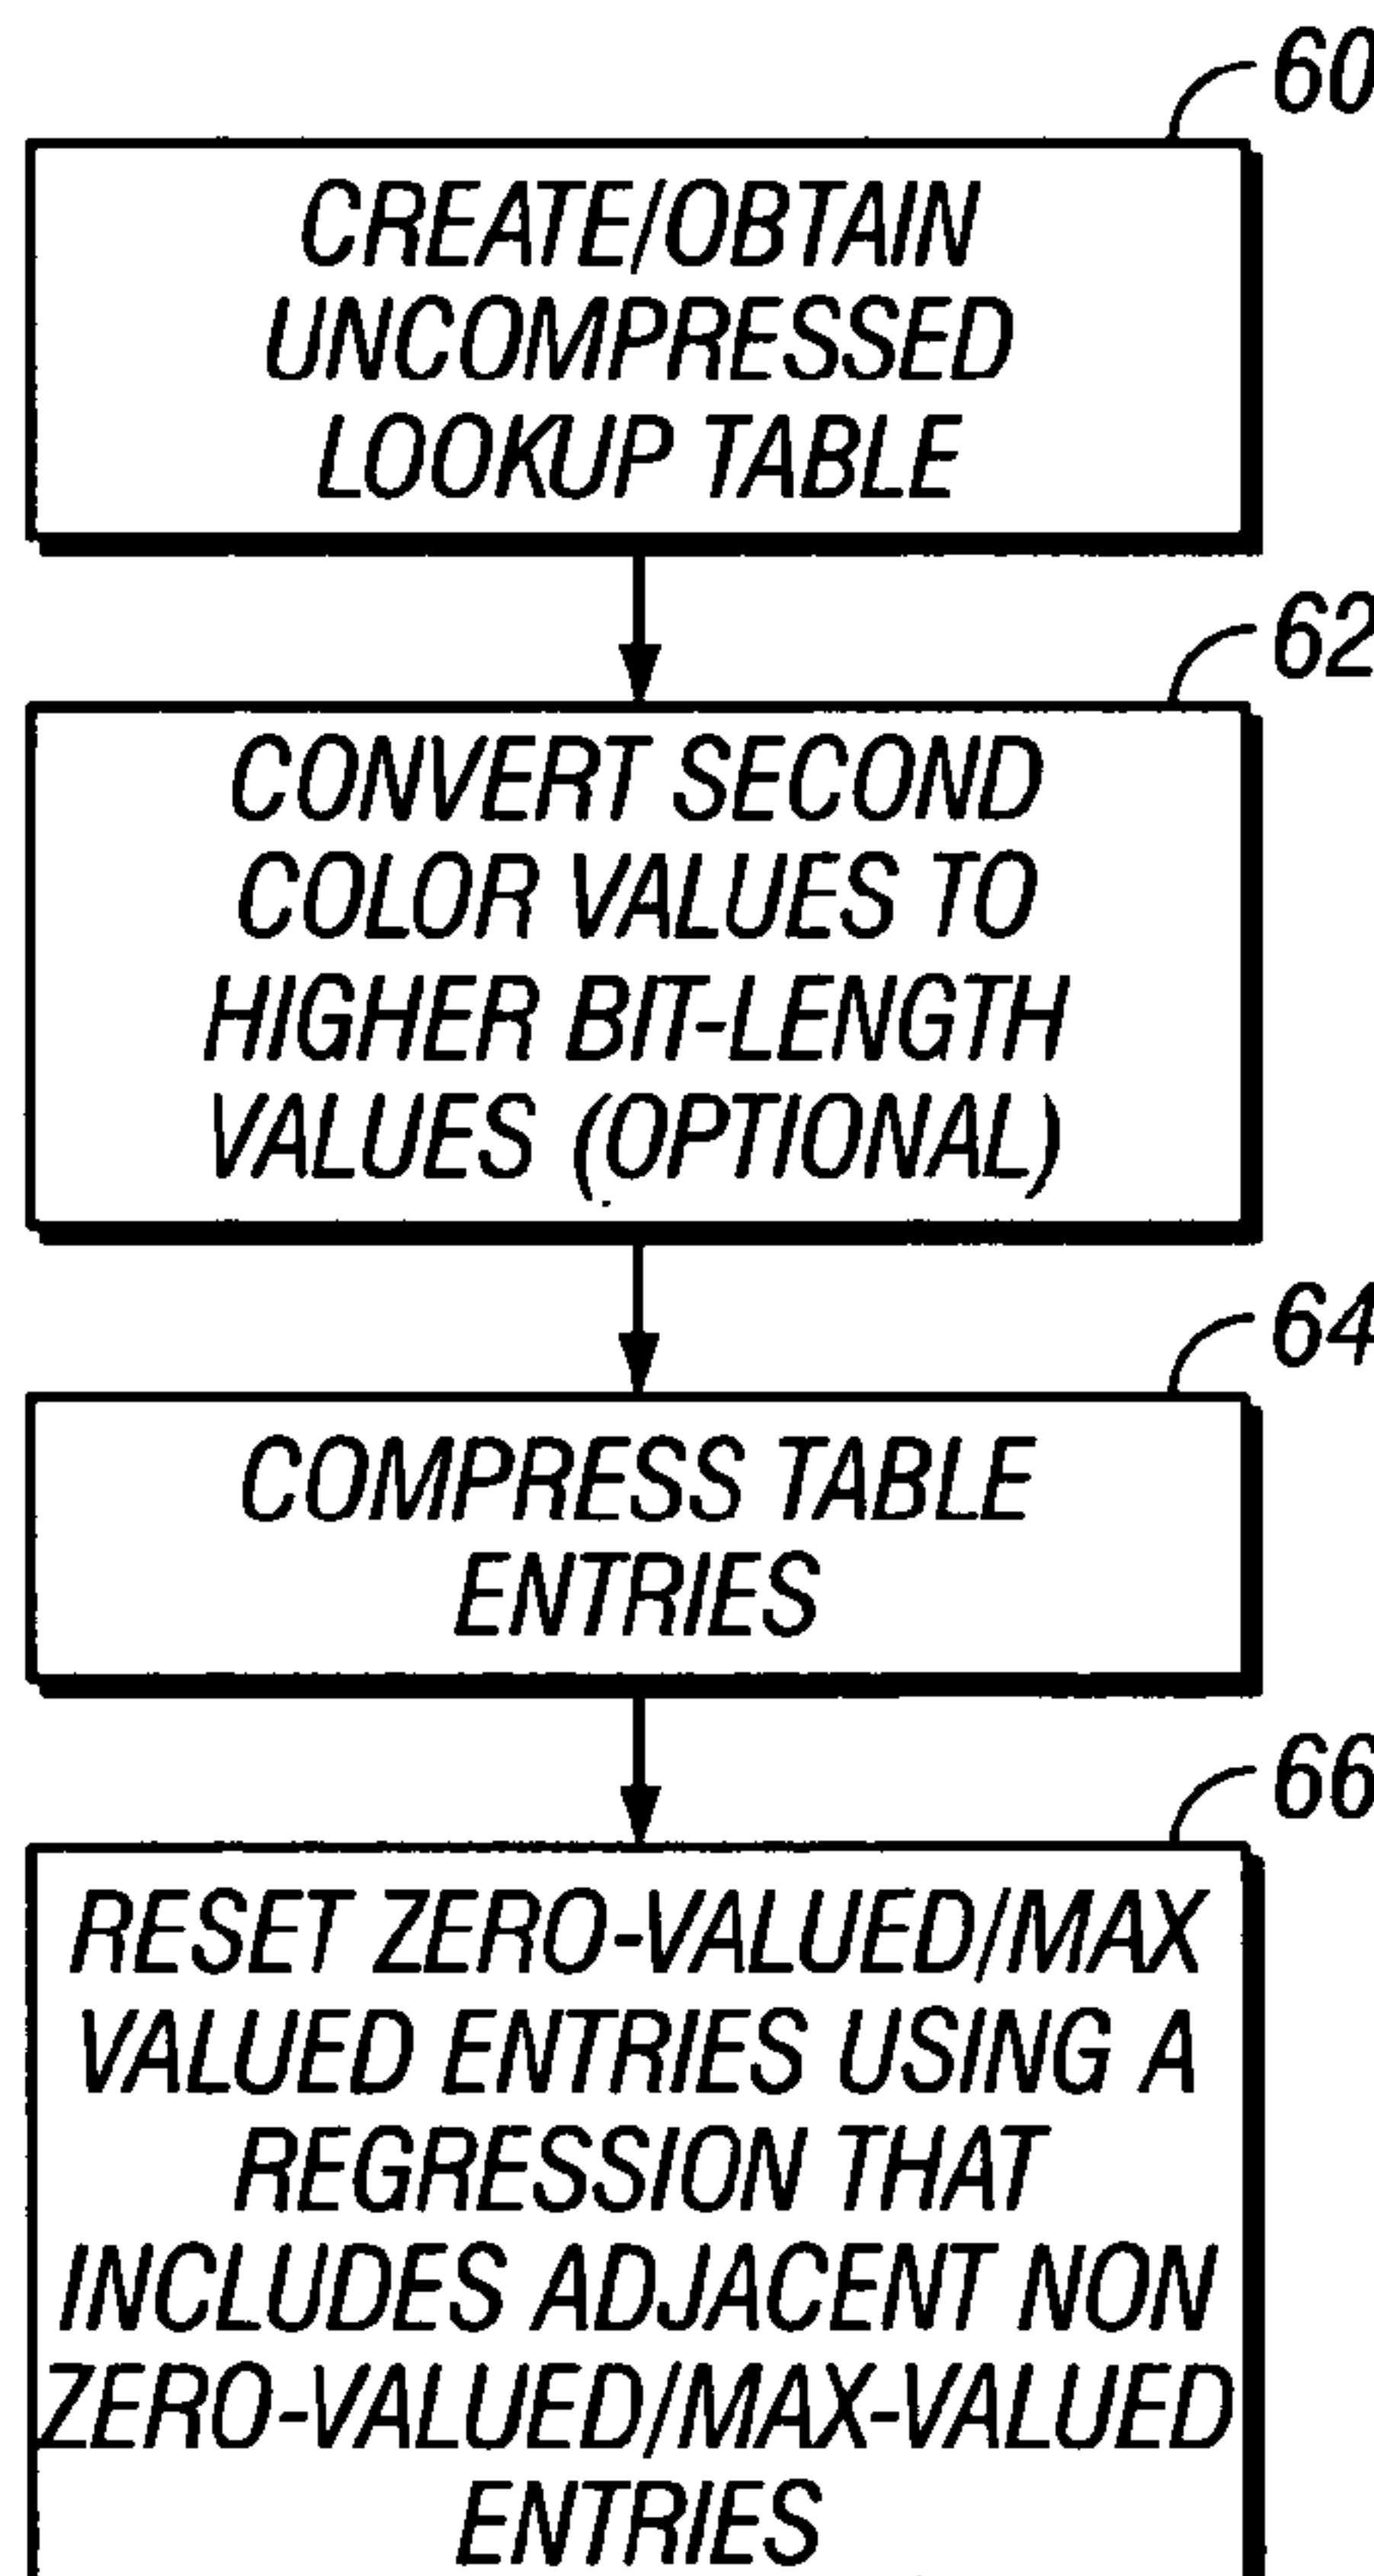 60
CREATE/OBTAIN
UNCOMPRESSED
LOOKUP TABLE
62
CONVERT SECOND
COLOR VALUES TO
HIGHER BIT-LENGTH
VALUES (OPTIONAL)
64
COMPRESS TABLE
ENTRIES
66
RESET ZERO-VALUED/MAX
VALUED ENTRIES USING A
REGRESSION THAT
INCLUDES ADJACENT NON
ZERO-VALUED/MAX-VALUED
ENTRIES